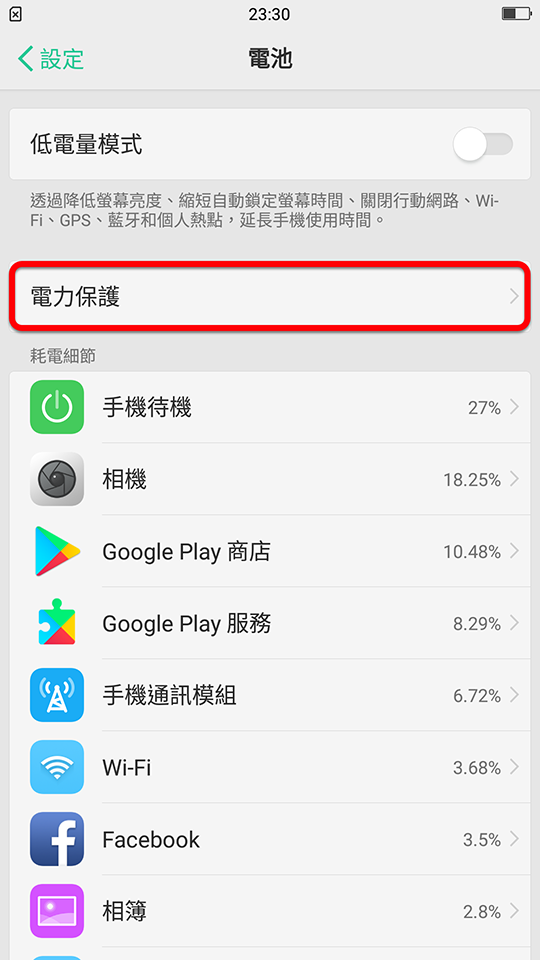 23:30
設定
電池
低電量模式
透過降低螢幕亮度、縮短自動鎖定螢幕時間、關閉行動網路、Wi-
Fi、GPS、藍牙和個人熱點，延長手機使用時間。
電力保護
耗電細節
手機待機 27%
相機 18.25%
Google Play 商店 10.48%
Google Play 服務 8.29%
手機通訊模組 6.72%
Wi-Fi 3.68%
Facebook 3.5%
相簿 2.8%